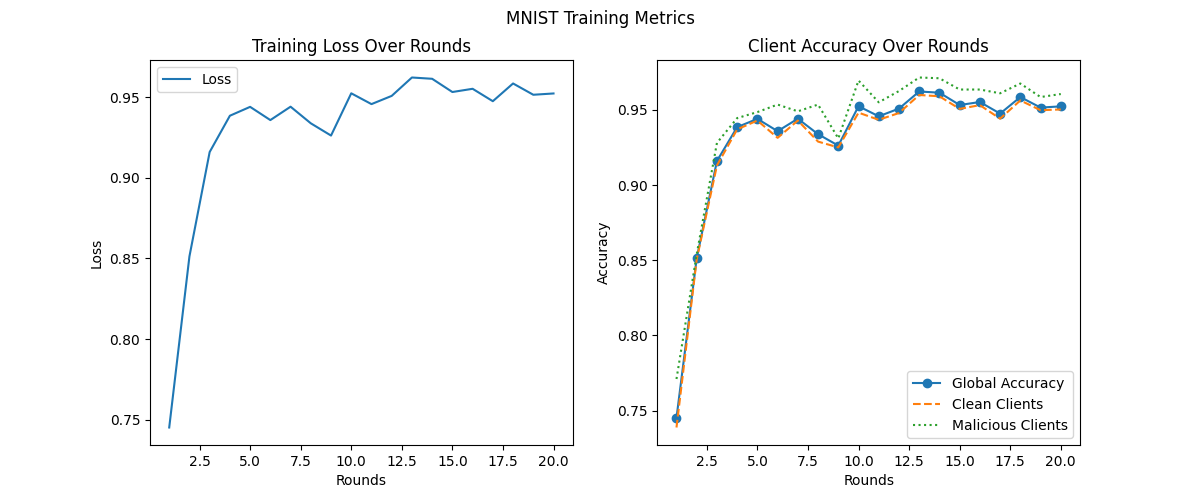 MNIST Training Metrics
Training Loss Over Rounds
Loss
0.95
0.90
0.85
0.80
0.75
Loss
2.5 5.0 7.5 10.0 12.5 15.0 17.5 20.0
Rounds
Client Accuracy Over Rounds
0.95
0.90
0.85
0.80
0.75
Accuracy
Global Accuracy
Clean Clients
Malicious Clients
2.5 5.0 7.5 10.0 12.5 15.0 17.5 20.0
Rounds